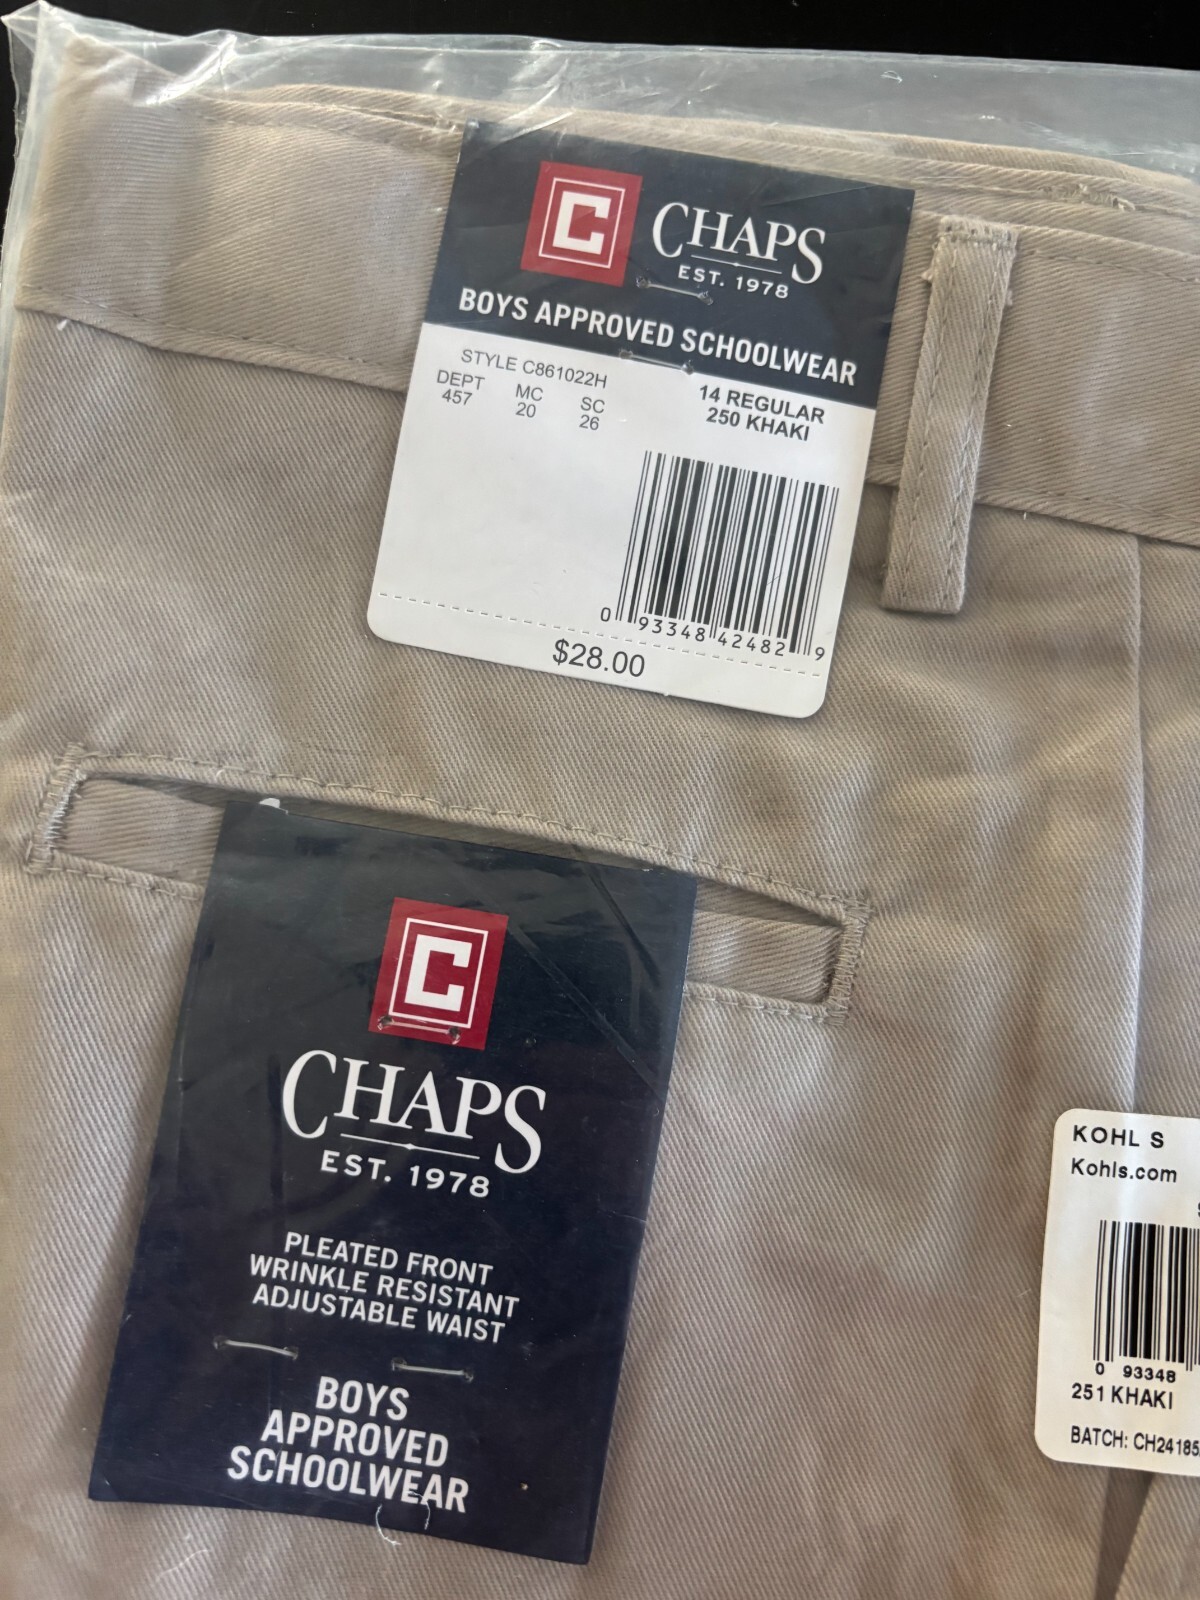 C
CHAPS
EST. 1978
BOYS APPROVED SCHOOLWEAR
STYLE C861022H
DEPT MC SC
457 20 26
14 REGULAR
250 KHAKI
0 93348 42482 9
$28.00
C
CHAPS
EST. 1978
PLEATED FRONT
WRINKLE RESISTANT
ADJUSTABLE WAIST
BOYS
APPROVED
SCHOOLWEAR
KOHL S
Kohls.com
0 93348
251 KHAKI
BATCH: CH24185